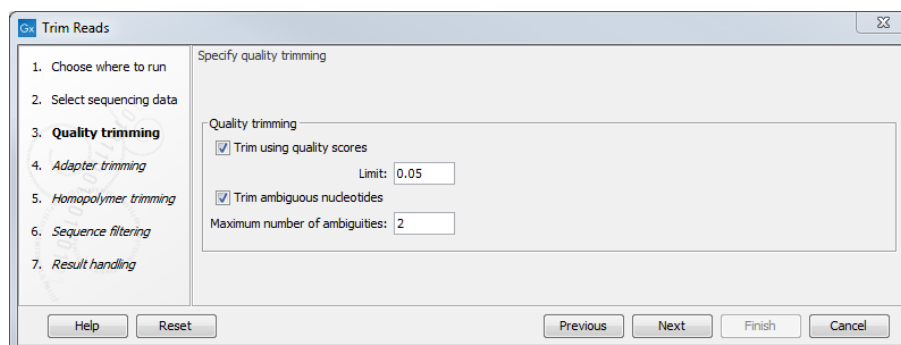 Gx Trim Reads
1. Choose where to run
2. Select sequencing data
3. Quality trimming
4. Adapter trimming
5. Homopolymer trimming
6. Sequence filtering
7. Result handling
Specify quality trimming
Quality trimming
Trim using quality scores
Limit: 0.05
Trim ambiguous nucleotides
Maximum number of ambiguities: 2
Help Reset Previous Next Finish Cancel